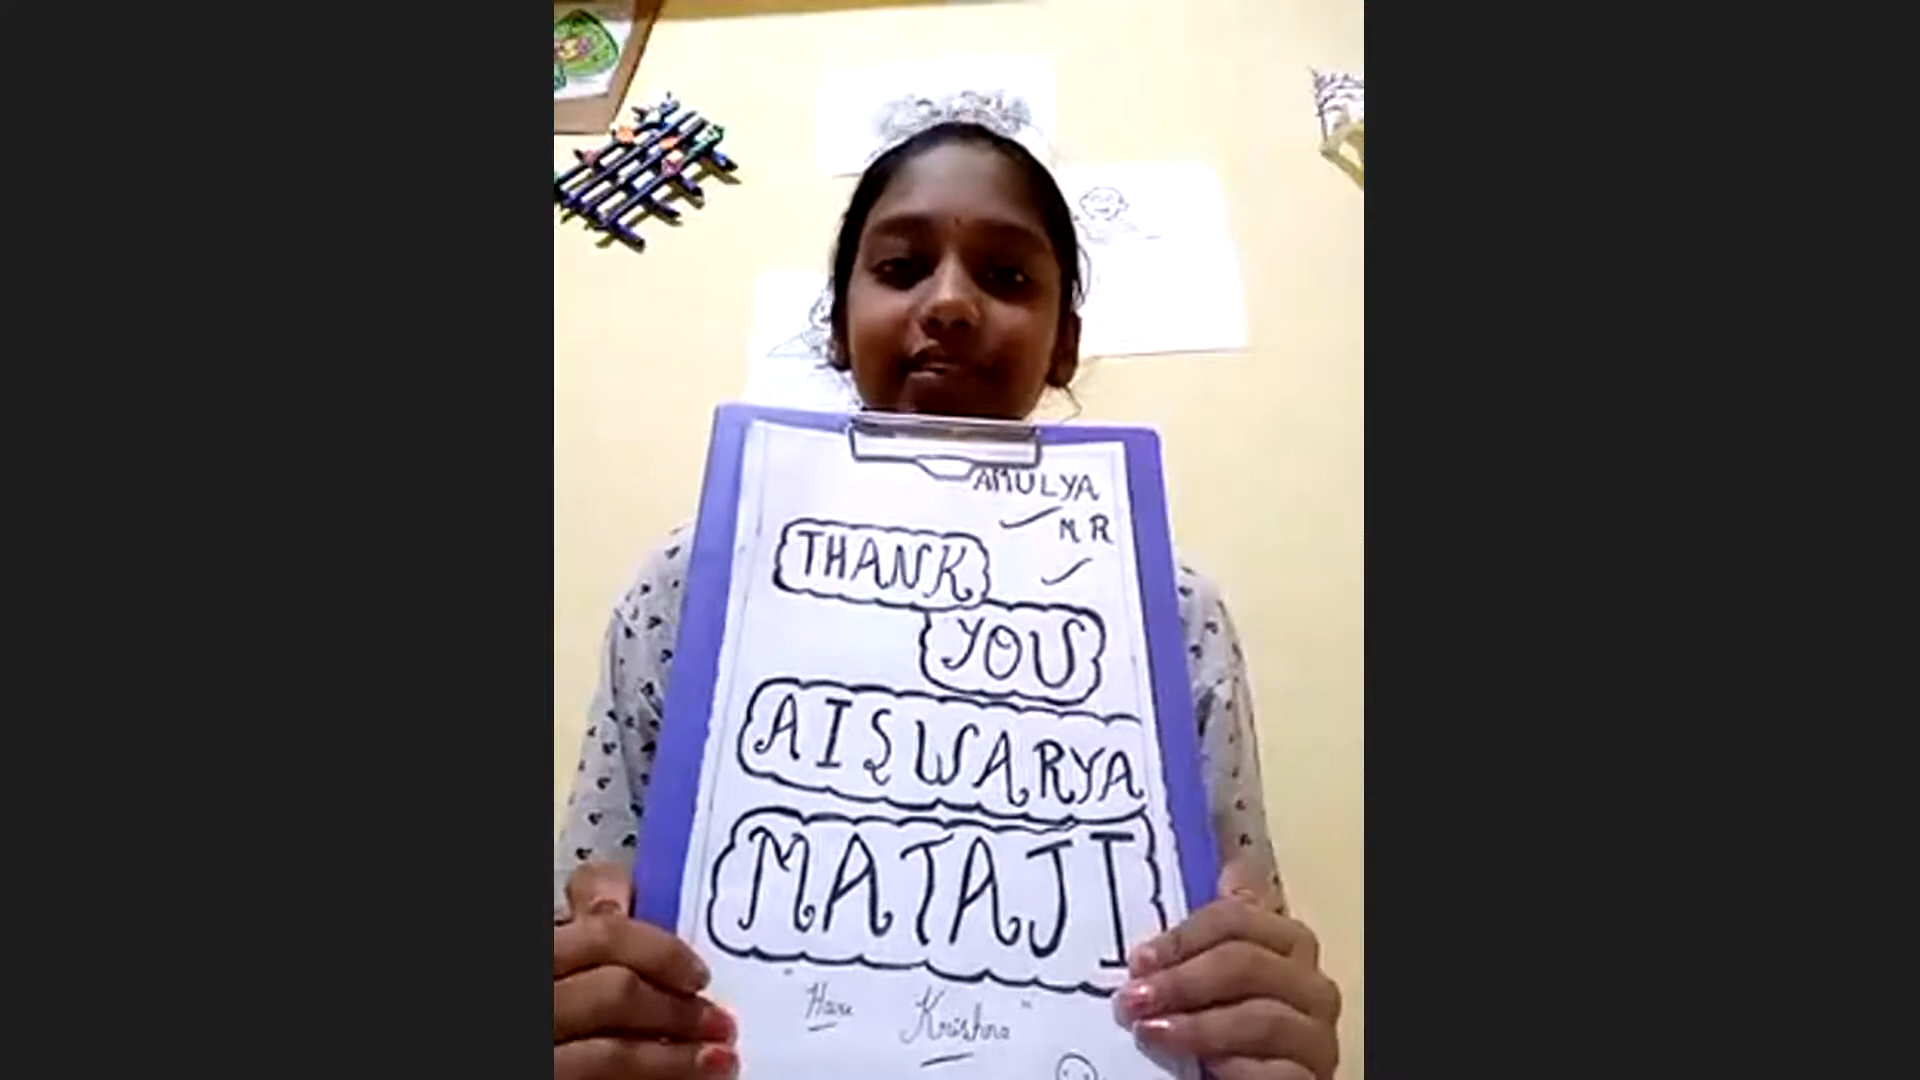 AMULYA
M R
THANK
YOU
AISWARYA
MATAJI
"Hare Krishna"